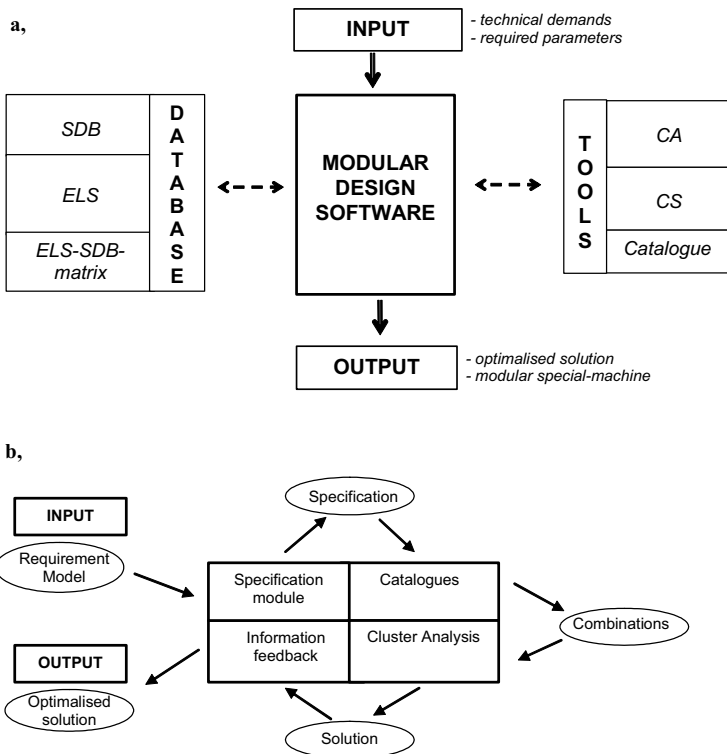 a,
INPUT
- technical demands
- required parameters
SDB
ELS
ELS-SDB-
matrix
DATABASE
MODULAR
DESIGN
SOFTWARE
TOOLS
CA
CS
Catalogue
OUTPUT
- optimalised solution
- modular special-machine
b,
INPUT
Requirement
Model
Specification
Specification
module
Catalogues
Combinations
Information
feedback
Cluster Analysis
OUTPUT
Optimalised
solution
Solution